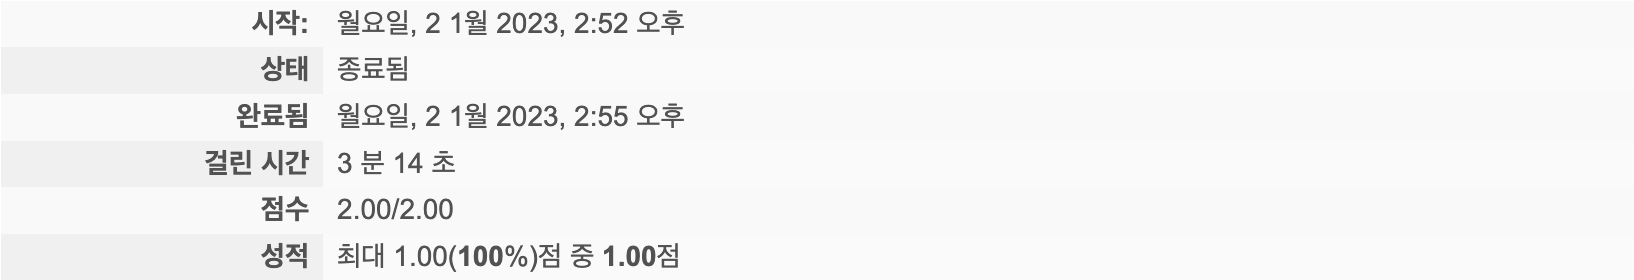 시작: 월요일, 2 1월 2023, 2:52 오후
상태 종료됨
완료됨 월요일, 2 1월 2023, 2:55 오후
걸린 시간 3 분 14 초
점수 2.00/2.00
성적 최대 1.00(100%)점 중 1.00점